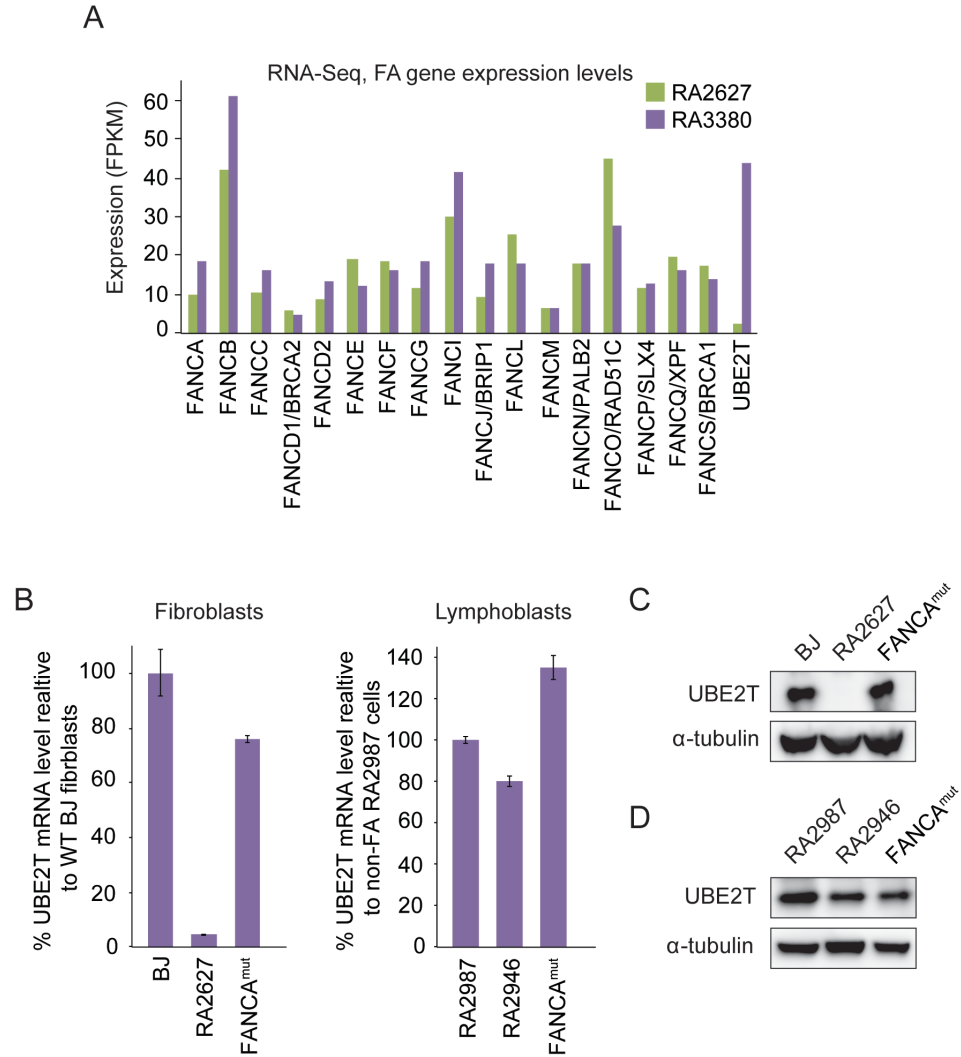 A
RNA-Seq, FA gene expression levels
RA2627
RA3380
Expression (FPKM)
60
50
40
30
20
10
0
FANCA
FANCB
FANCC
FANCD1/BRCA2
FANCD2
FANCE
FANCF
FANCG
FANCI
FANCJ/BRIP1
FANCL
FANCM
FANCN/PALB2
FANCO/RAD51C
FANCP/SLX4
FANCQ/XPF
FANCS/BRCA1
UBE2T
B
Fibroblasts
% UBE2T mRNA level realtive
to WT BJ fibrblasts
100
80
60
40
20
0
BJ
RA2627
FANCAmut
Lymphoblasts
% UBE2T mRNA level realtive
to non-FA RA2987 cells
140
120
100
80
60
40
20
0
RA2987
RA2946
FANCAmut
C
BJ
RA2627
FANCAmut
UBE2T
α-tubulin
D
RA2987
RA2946
FANCAmut
UBE2T
α-tubulin